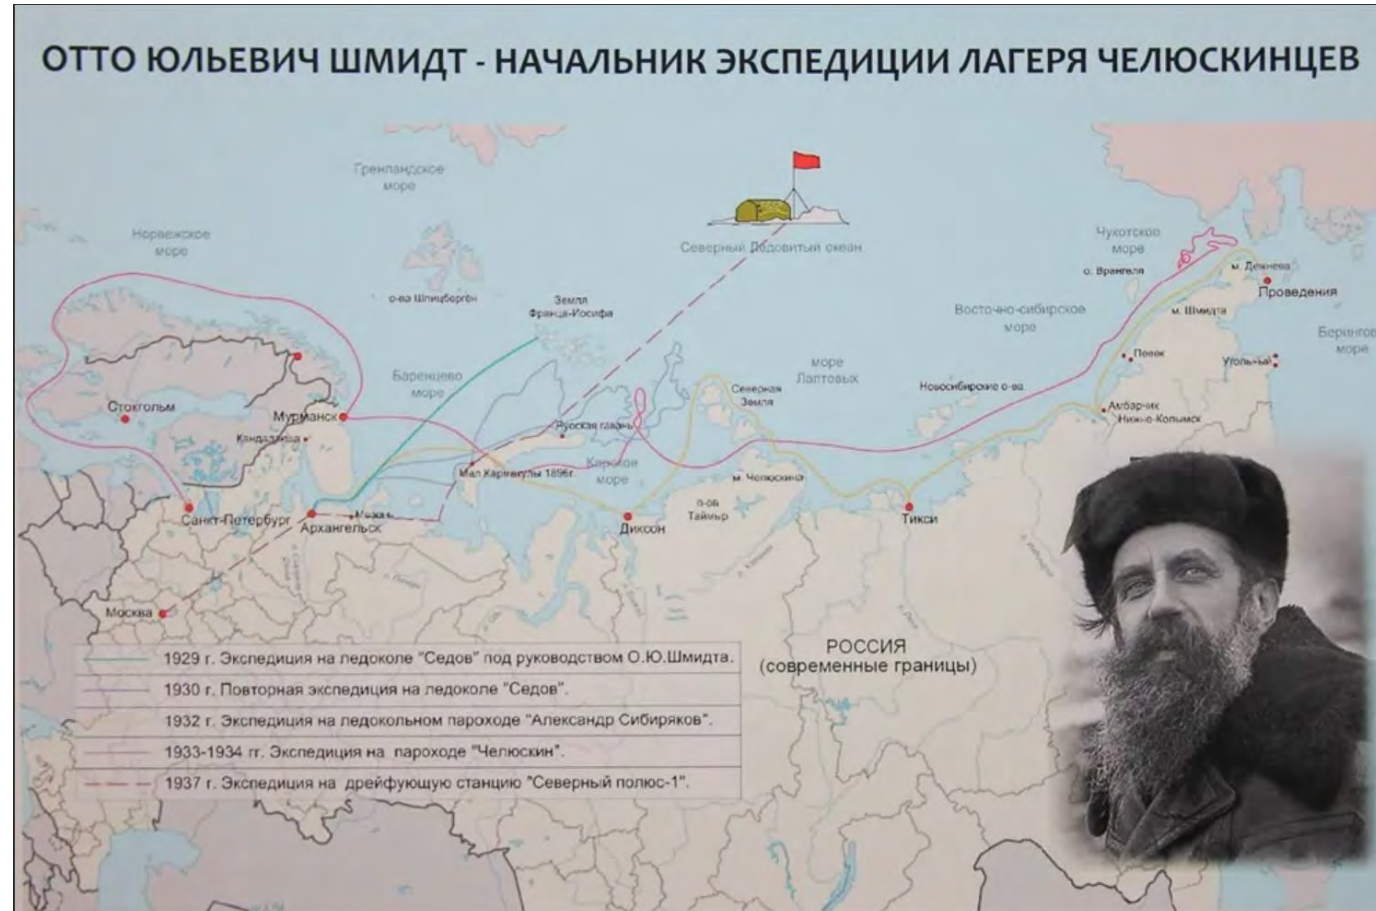 ОТТО ЮЛЬЕВИЧ ШМИДТ - НАЧАЛЬНИК ЭКСПЕДИЦИИ ЛАГЕРЯ ЧЕЛЮСКИНЦЕВ
Гренландское
море
Норвежское
море
Северный Ледовитый океан
Чукотское
море
о. Врангеля
м. Дежнева
Проведения
м. Шмидта
о-ва Шпицберген
Земля
Франца-Иосифа
Восточно-сибирское
море
Берингов
море
Баренцево
море
море
Лаптовых
Певек
Угольный
Северная
Земля
Новосибирские о-ва
Стокгольм
Мурманск
Амбарчик
Нижне-Колымск
Русская гавань
Кандалакша
Мал Кармакулы 1896г.
Карское
море
м. Челюскина
Санкт-Петербург
Архангельск
Диксон
п-ов
Таймыр
Тикси
Москва
РОССИЯ
(современные границы)
1929 г. Экспедиция на ледоколе "Седов" под руководством О.Ю.Шмидта.
1930 г. Повторная экспедиция на ледоколе "Седов".
1932 г. Экспедиция на ледокольном пароходе "Александр Сибиряков".
1933-1934 гг. Экспедиция на пароходе "Челюскин".
1937 г. Экспедиция на дрейфующую станцию "Северный полюс-1".